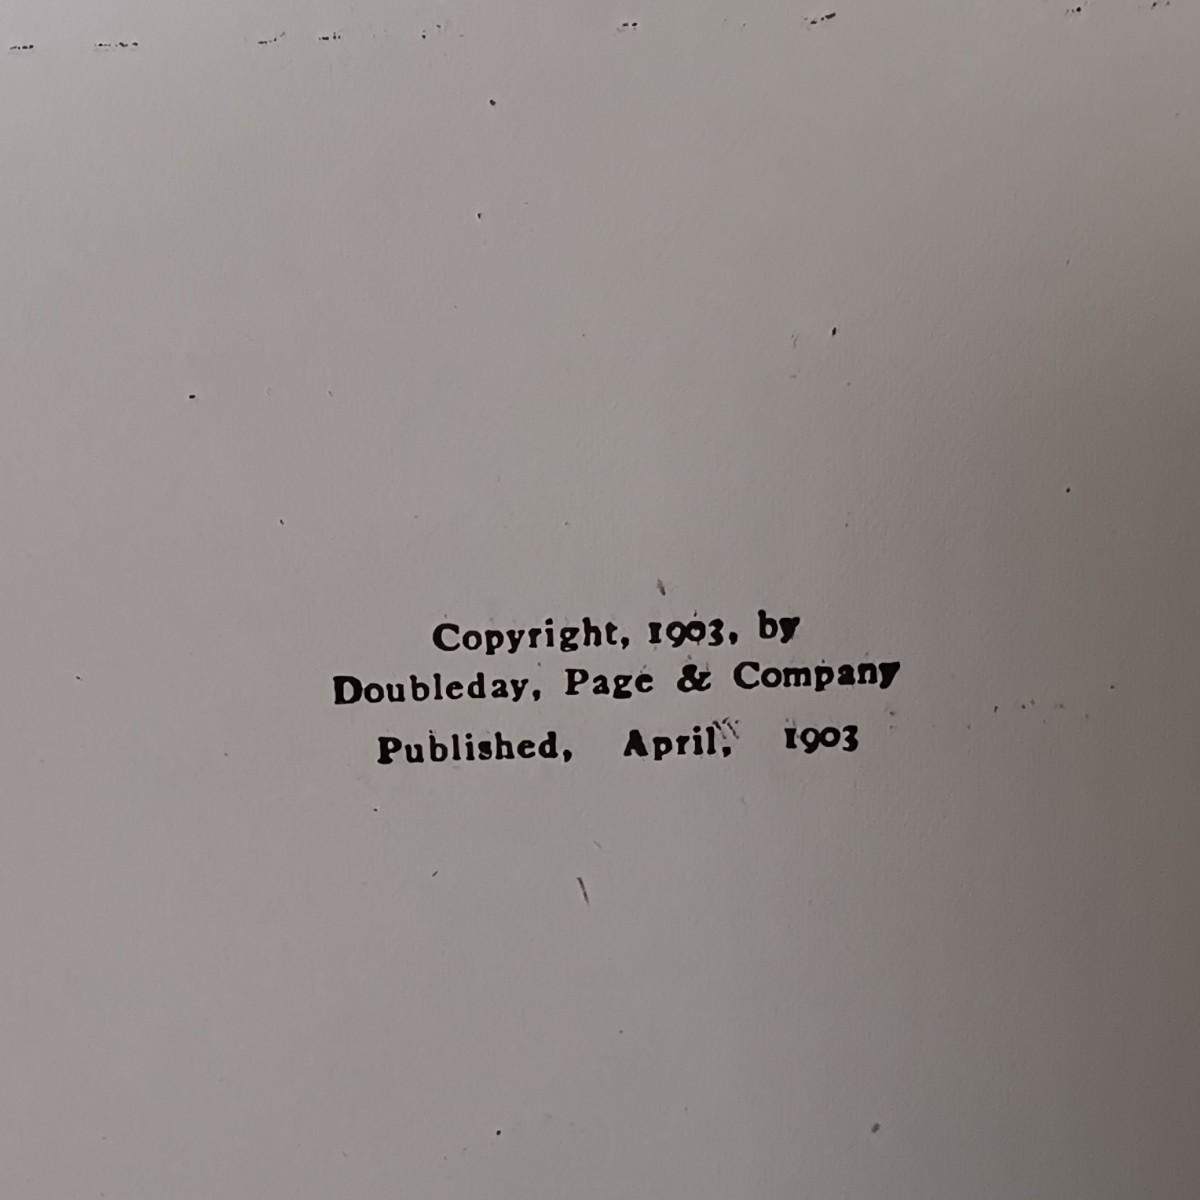 Copyright, 1903, by
Doubleday, Page & Company
Published, April, 1903